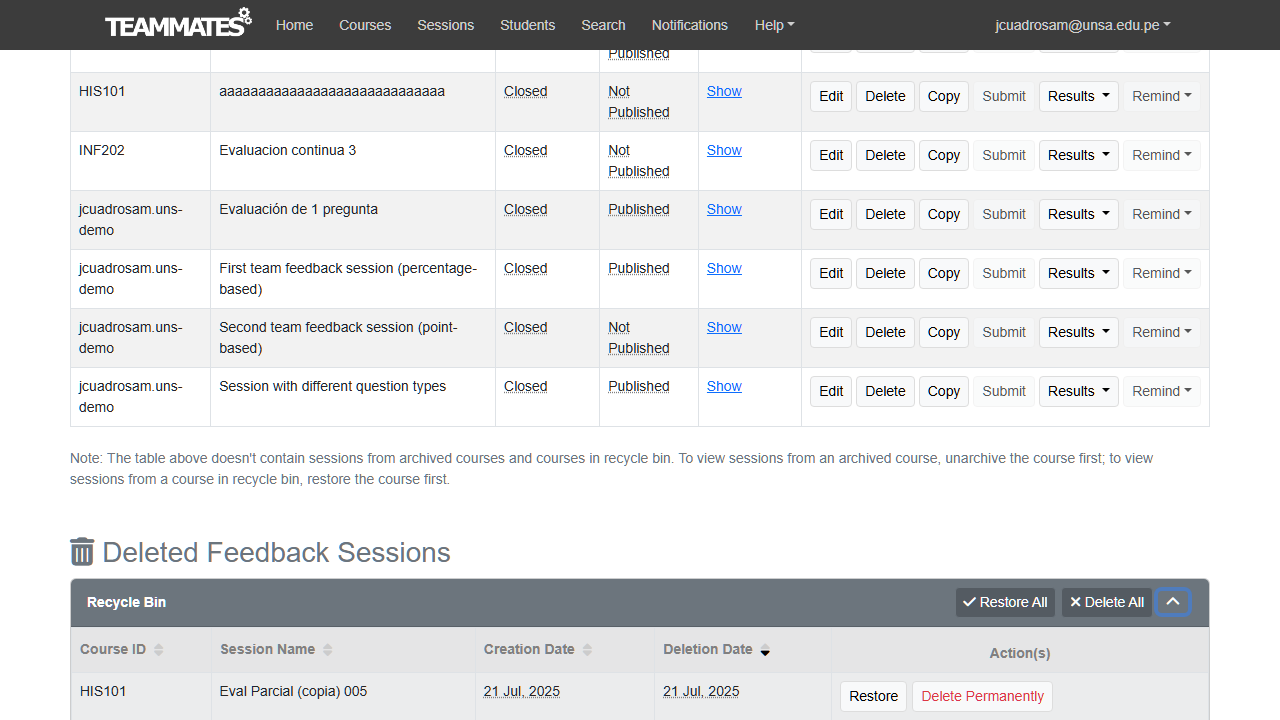 TEAMMATES Home Courses Sessions Students Search Notifications Help jcuadrosam@unsa.edu.pe
Published
HIS101 aaaaaaaaaaaaaaaaaaaaaaaaaaaaa Closed Not Published Show Edit Delete Copy Submit Results Remind
INF202 Evaluacion continua 3 Closed Not Published Show Edit Delete Copy Submit Results Remind
jcuadrosam.uns-demo Evaluación de 1 pregunta Closed Published Show Edit Delete Copy Submit Results Remind
jcuadrosam.uns-demo First team feedback session (percentage-based) Closed Published Show Edit Delete Copy Submit Results Remind
jcuadrosam.uns-demo Second team feedback session (point-based) Closed Not Published Show Edit Delete Copy Submit Results Remind
jcuadrosam.uns-demo Session with different question types Closed Published Show Edit Delete Copy Submit Results Remind
Note: The table above doesn't contain sessions from archived courses and courses in recycle bin. To view sessions from an archived course, unarchive the course first; to view
sessions from a course in recycle bin, restore the course first.
Deleted Feedback Sessions
Recycle Bin Restore All Delete All
Course ID Session Name Creation Date Deletion Date Action(s)
HIS101 Eval Parcial (copia) 005 21 Jul, 2025 21 Jul, 2025 Restore Delete Permanently